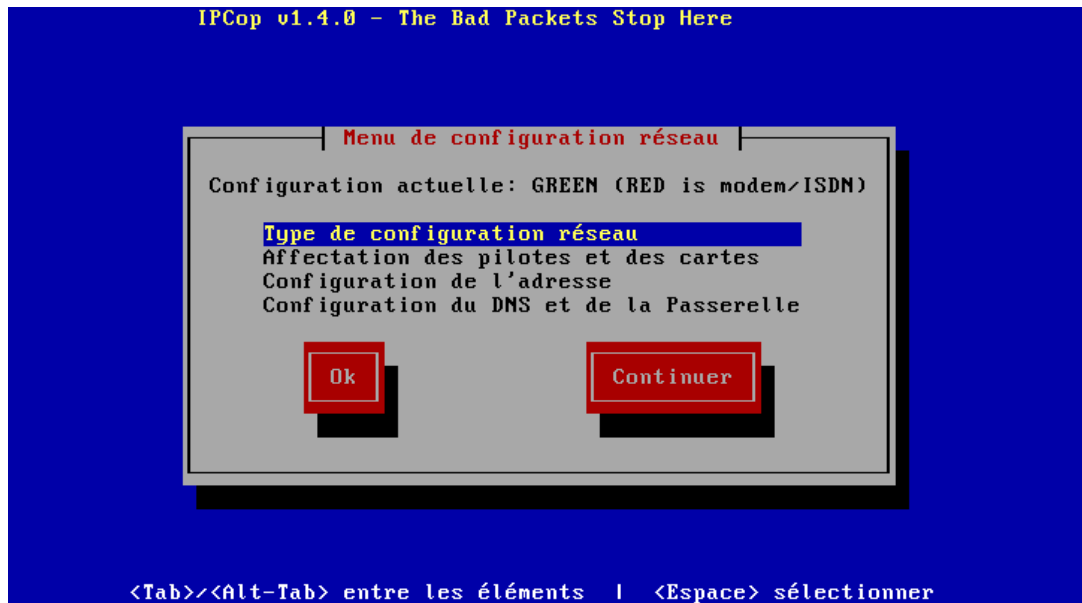 IPCop v1.4.0 - The Bad Packets Stop Here
Menu de configuration réseau
Configuration actuelle: GREEN (RED is modem/ISDN)
Type de configuration réseau
Affectation des pilotes et des cartes
Configuration de l'adresse
Configuration du DNS et de la Passerelle
Ok Continuer
<Tab>/<Alt-Tab> entre les éléments | <Espace> sélectionner